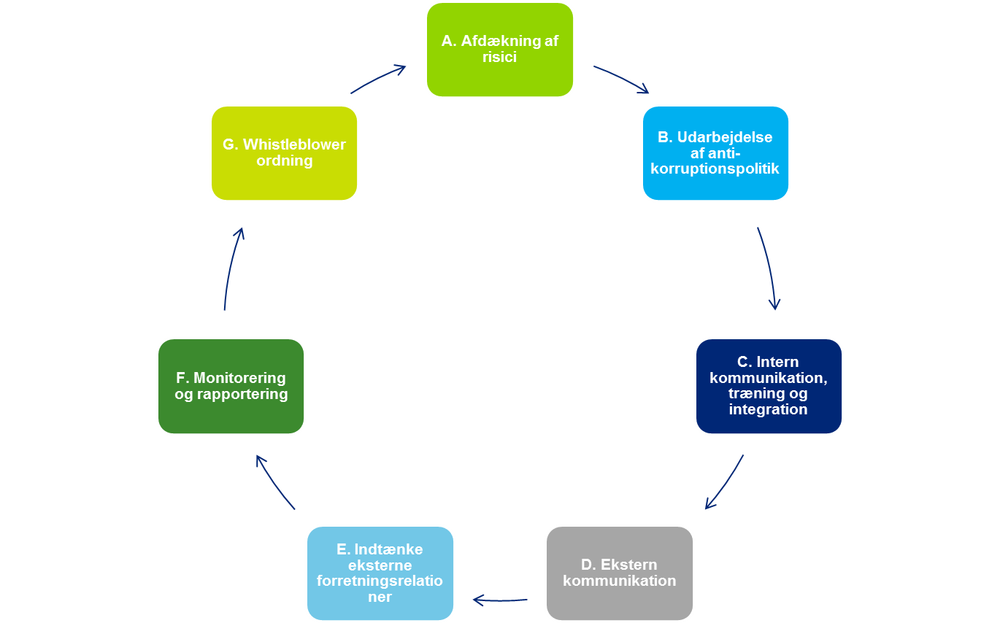 A. Afdækning af
risici
B. Udarbejdelse
af anti-
korruptionspolitik
C. Intern
kommunikation,
træning og
integration
D. Ekstern
kommunikation
E. Indtænke
eksterne
forretningsrelatio
ner
F. Monitorering
og rapportering
G. Whistleblower
ordning